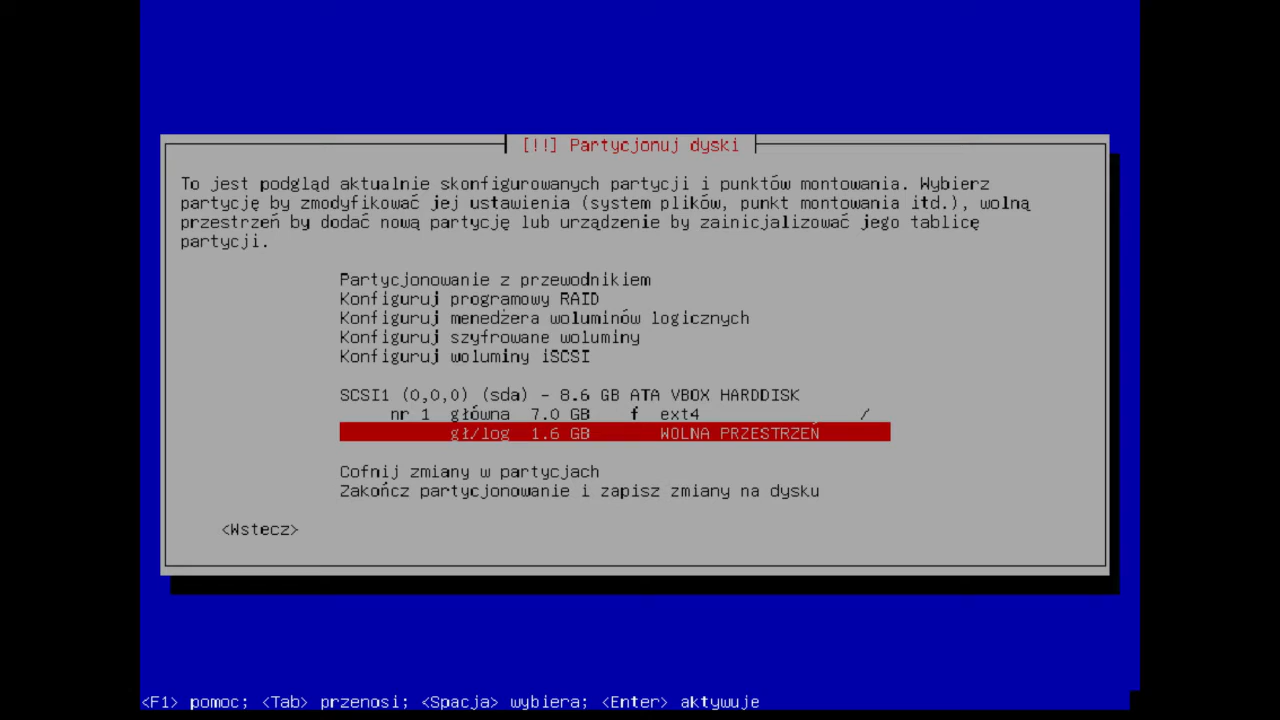 [!!] Partycjonuj dyski
To jest podgląd aktualnie skonfigurowanych partycji i punktów montowania. Wybierz
partycję by zmodyfikować jej ustawienia (system plików, punkt montowania itd.), wolną
przestrzeń by dodać nową partycję lub urządzenie by zainicjalizować jego tablicę
partycji.
Partycjonowanie z przewodnikiem
Konfiguruj programowy RAID
Konfiguruj menedżera woluminów logicznych
Konfiguruj szyfrowane woluminy
Konfiguruj woluminy iSCSI
SCSI1 (0,0,0) (sda) - 8.6 GB ATA VBOX HARDDISK
nr 1 główna 7.0 GB f ext4 /
gł/log 1.6 GB WOLNA PRZESTRZEŃ
Cofnij zmiany w partycjach
Zakończ partycjonowanie i zapisz zmiany na dysku
<Wstecz>
<F1> pomoc; <Tab> przenosi; <Spacja> wybiera; <Enter> aktywuje